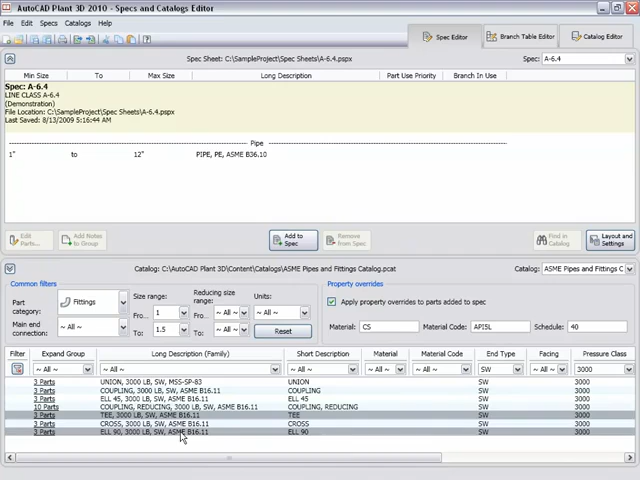 AutoCAD Plant 3D 2010 - Specs and Catalogs Editor
File Edit Specs Catalogs Help
Spec Editor Branch Table Editor Catalog Editor
Spec Sheet: C:\SampleProject\Spec Sheets\A-6.4.pspx Spec: A-6.4
Min Size To Max Size Long Description Part Use Priority Branch In Use
Spec: A-6.4
LINE CLASS A-6.4
(Demonstration)
File Location: C:\SampleProject\Spec Sheets\A-6.4.pspx
Last Saved: 8/13/2009 5:16:44 AM
Pipe
1" to 12" PIPE, PE, ASME B36.10
Edit Parts... Add Notes to Group Add to Spec Remove from Spec Find in Catalog Layout and Settings
Catalog: C:\AutoCAD Plant 3D\Content\Catalogs\ASME Pipes and Fittings Catalog.pcat Catalog: ASME Pipes and Fittings C
Common filters Property overrides
Part category: Fittings Size range: Reducing size range: Units:
From... 1 From... ~ All ~ ~ All ~ Apply property overrides to parts added to spec
Main end connection: ~ All ~ To: 1.5 To: ~ All ~ Reset Material: CS Material Code: API5L Schedule: 40
Filter Expand Group Long Description (Family) Short Description Material Material Code End Type Facing Pressure Class
~ All ~ ~ All ~ ~ All ~ ~ All ~ ~ All ~ SW ~ All ~ 3000
3 Parts UNION, 3000 LB, SW, MSS-SP-83 UNION SW 3000
3 Parts COUPLING, 3000 LB, SW, ASME B16.11 COUPLING SW 3000
3 Parts ELL 45, 3000 LB, SW, ASME B16.11 ELL 45 SW 3000
10 Parts COUPLING, REDUCING, 3000 LB, SW, ASME B16.11 COUPLING, REDUCING SW 3000
3 Parts TEE, 3000 LB, SW, ASME B16.11 TEE SW 3000
3 Parts CROSS, 3000 LB, SW, ASME B16.11 CROSS SW 3000
3 Parts ELL 90, 3000 LB, SW, ASME B16.11 ELL 90 SW 3000